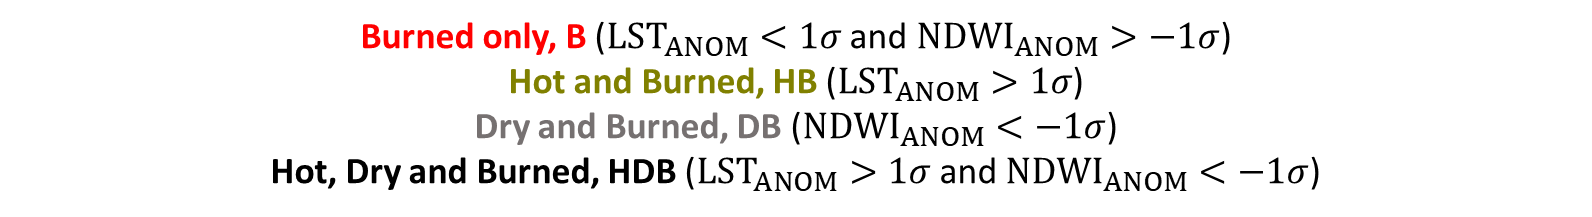 Burned only, B (LST_ANOM < 1σ and NDWI_ANOM > −1σ)
Hot and Burned, HB (LST_ANOM > 1σ)
Dry and Burned, DB (NDWI_ANOM < −1σ)
Hot, Dry and Burned, HDB (LST_ANOM > 1σ and NDWI_ANOM < −1σ)